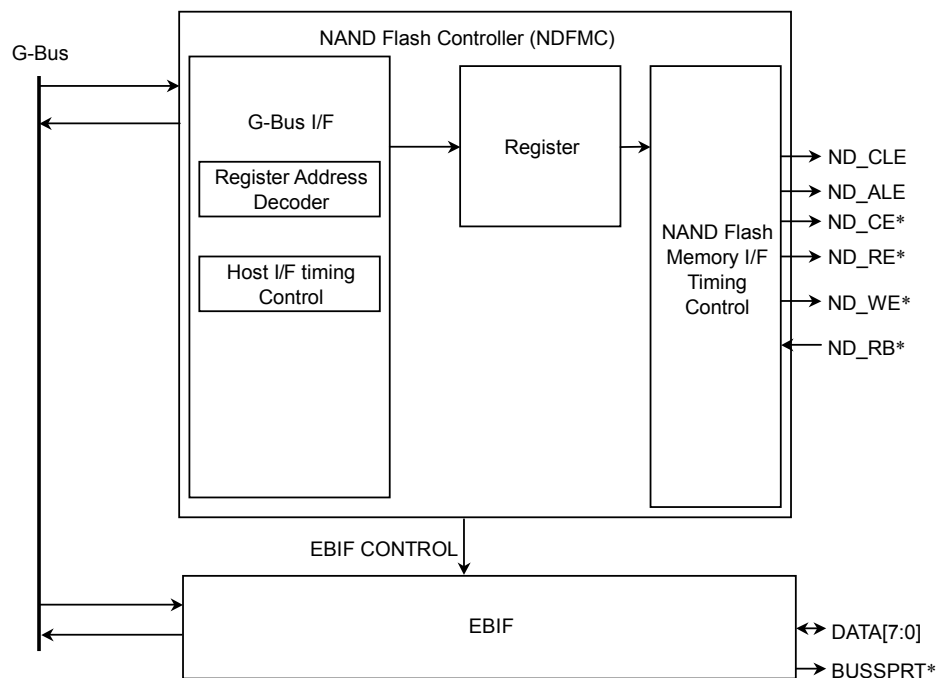 NAND Flash Controller (NDFMC)
G-Bus
G-Bus I/F
Register Address
Decoder
Host I/F timing
Control
Register
NAND Flash
Memory I/F
Timing
Control
ND_CLE
ND_ALE
ND_CE*
ND_RE*
ND_WE*
ND_RB*
EBIF CONTROL
EBIF
DATA[7:0]
BUSSPRT*